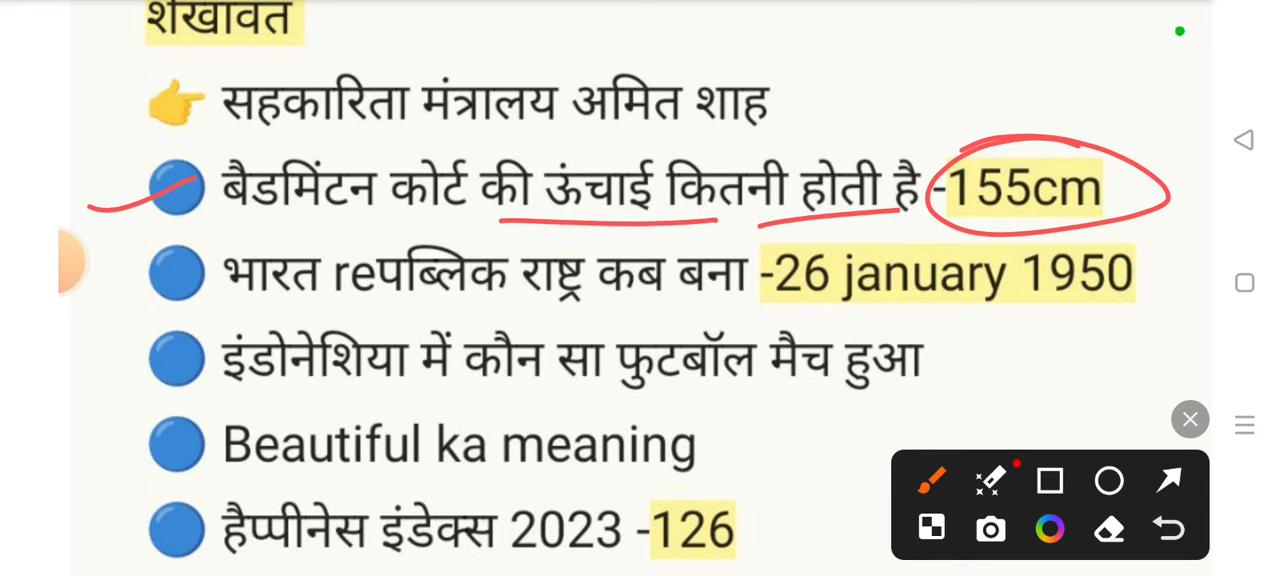 शेखावत
👉 सहकारिता मंत्रालय अमित शाह
🔵 बैडमिंटन कोर्ट की ऊंचाई कितनी होती है -155cm
🔵 भारत reपब्लिक राष्ट्र कब बना -26 january 1950
🔵 इंडोनेशिया में कौन सा फुटबॉल मैच हुआ
🔵 Beautiful ka meaning
🔵 हैप्पीनेस इंडेक्स 2023 -126